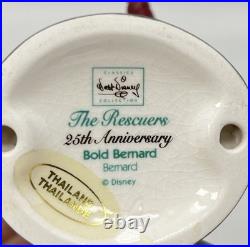 CLASSICS
Walt Disney
COLLECTION
The Rescuers
25th Anniversary
Bold Bernard
Bernard
© Disney
THAILAND
THAILANDE